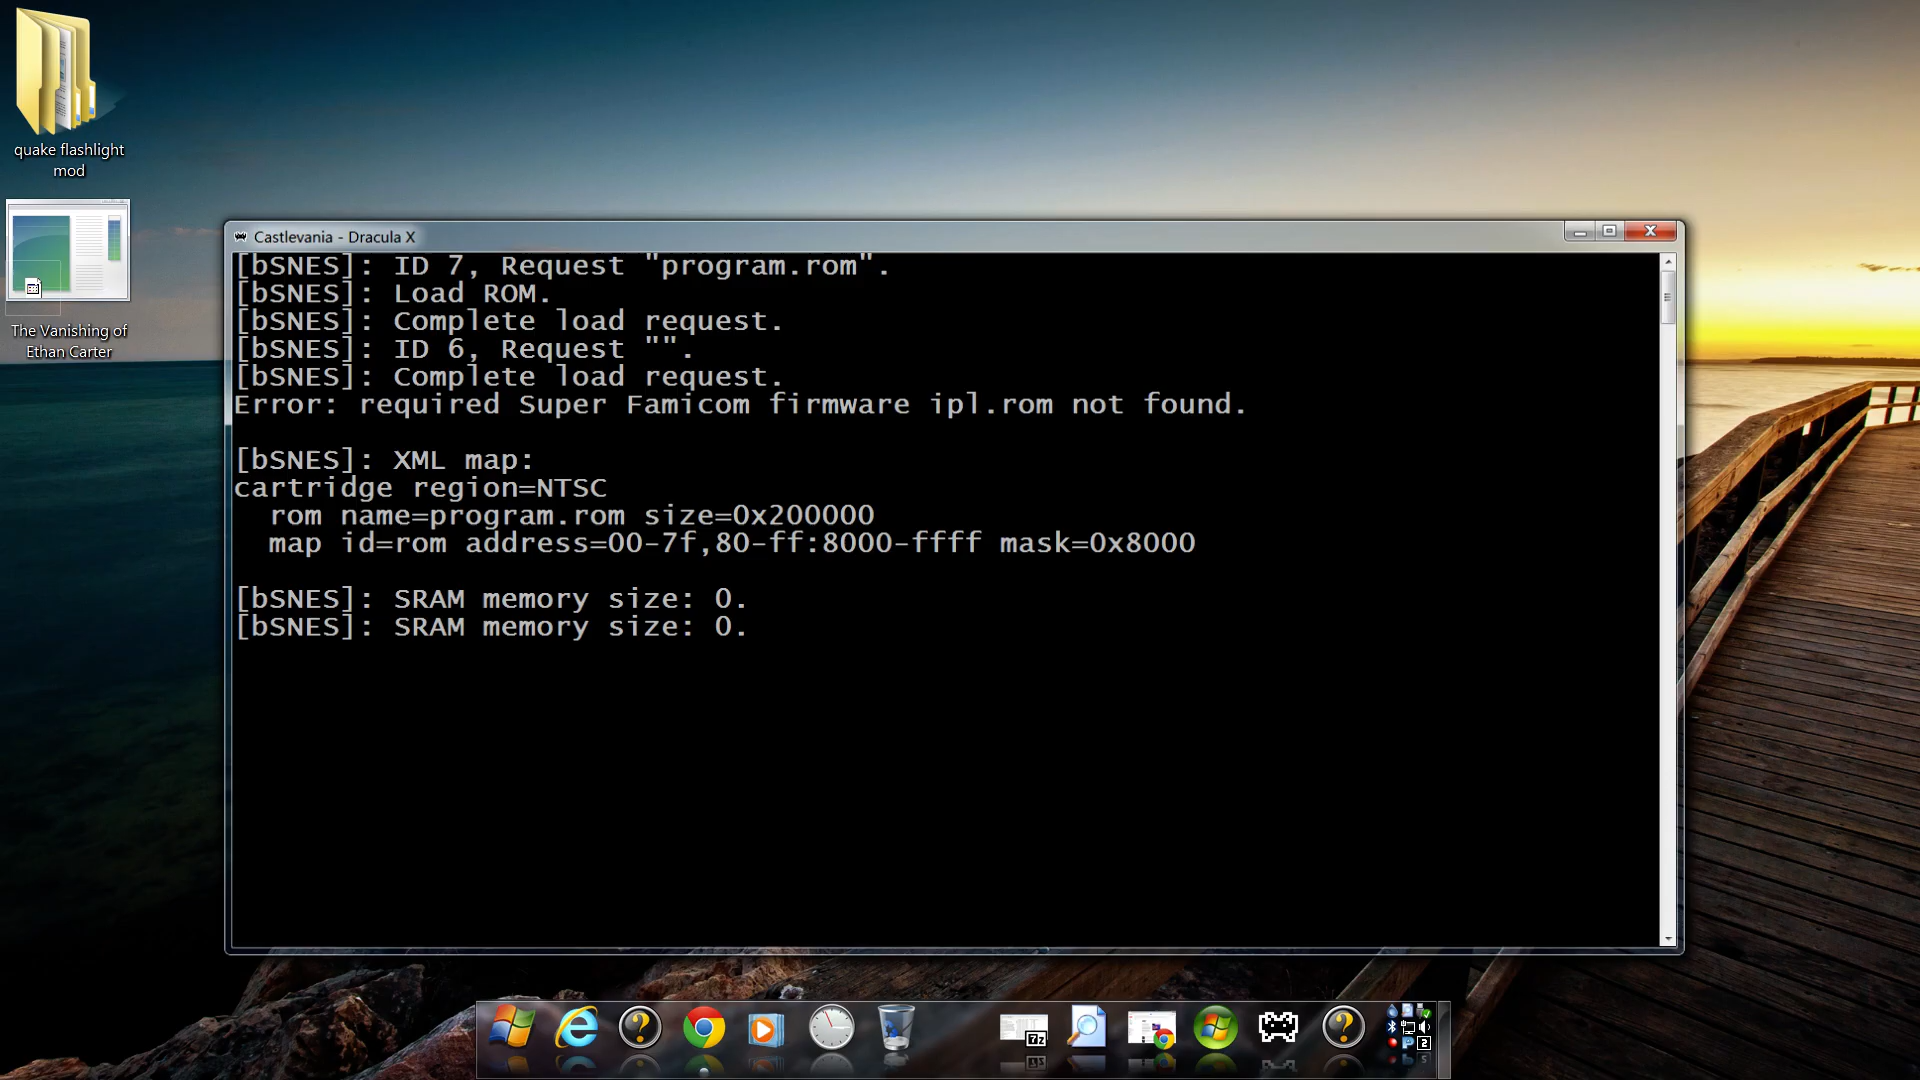 quake flashlight
mod
The Vanishing of
Ethan Carter
Castlevania - Dracula X
[bSNES]: ID 7, Request "program.rom".
[bSNES]: Load ROM.
[bSNES]: Complete load request.
[bSNES]: ID 6, Request "".
[bSNES]: Complete load request.
Error: required Super Famicom firmware ipl.rom not found.
[bSNES]: XML map:
cartridge region=NTSC
rom name=program.rom size=0x200000
map id=rom address=00-7f,80-ff:8000-ffff mask=0x8000
[bSNES]: SRAM memory size: 0.
[bSNES]: SRAM memory size: 0.
7z
2